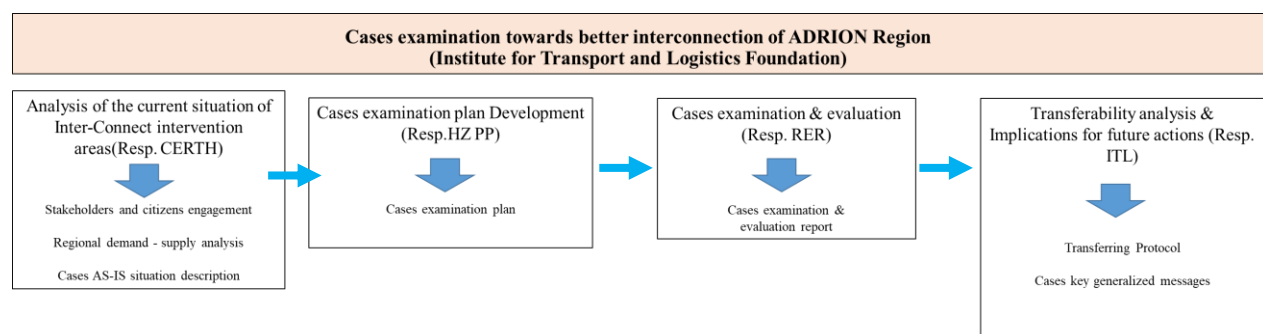 Cases examination towards better interconnection of ADRION Region
(Institute for Transport and Logistics Foundation)
Analysis of the current situation of
Inter-Connect intervention
areas(Resp. CERTH)
Stakeholders and citizens engagement
Regional demand - supply analysis
Cases AS-IS situation description
Cases examination plan Development
(Resp.HZ PP)
Cases examination plan
Cases examination & evaluation
(Resp. RER)
Cases examination &
evaluation report
Transferability analysis &
Implications for future actions (Resp.
ITL)
Transferring Protocol
Cases key generalized messages